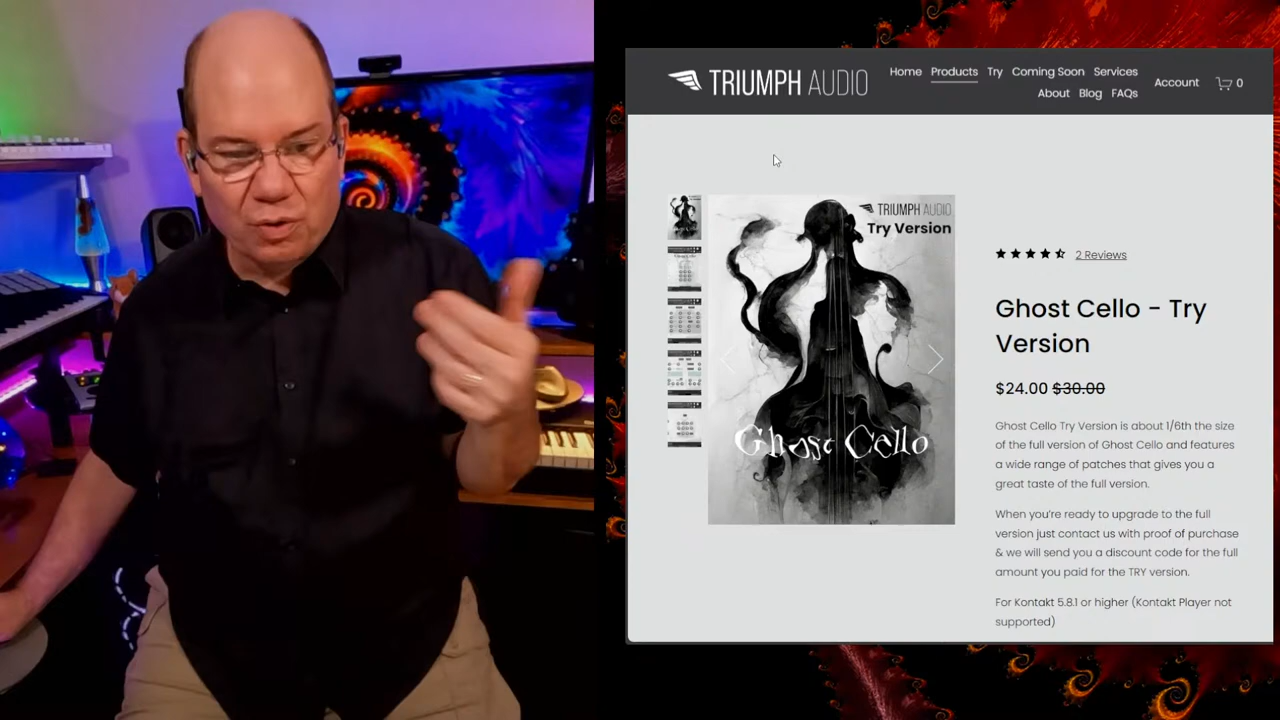 TRIUMPH AUDIO
Home Products Try Coming Soon Services
About Blog FAQs
Account
0
TRIUMPH AUDIO
Try Version
Ghost Cello
2 Reviews
Ghost Cello - Try
Version
$24.00 $30.00
Ghost Cello Try Version is about 1/6th the size
of the full version of Ghost Cello and features
a wide range of patches that gives you a
great taste of the full version.
When you're ready to upgrade to the full
version just contact us with proof of purchase
& we will send you a discount code for the full
amount you paid for the TRY version.
For Kontakt 5.8.1 or higher (Kontakt Player not
supported)